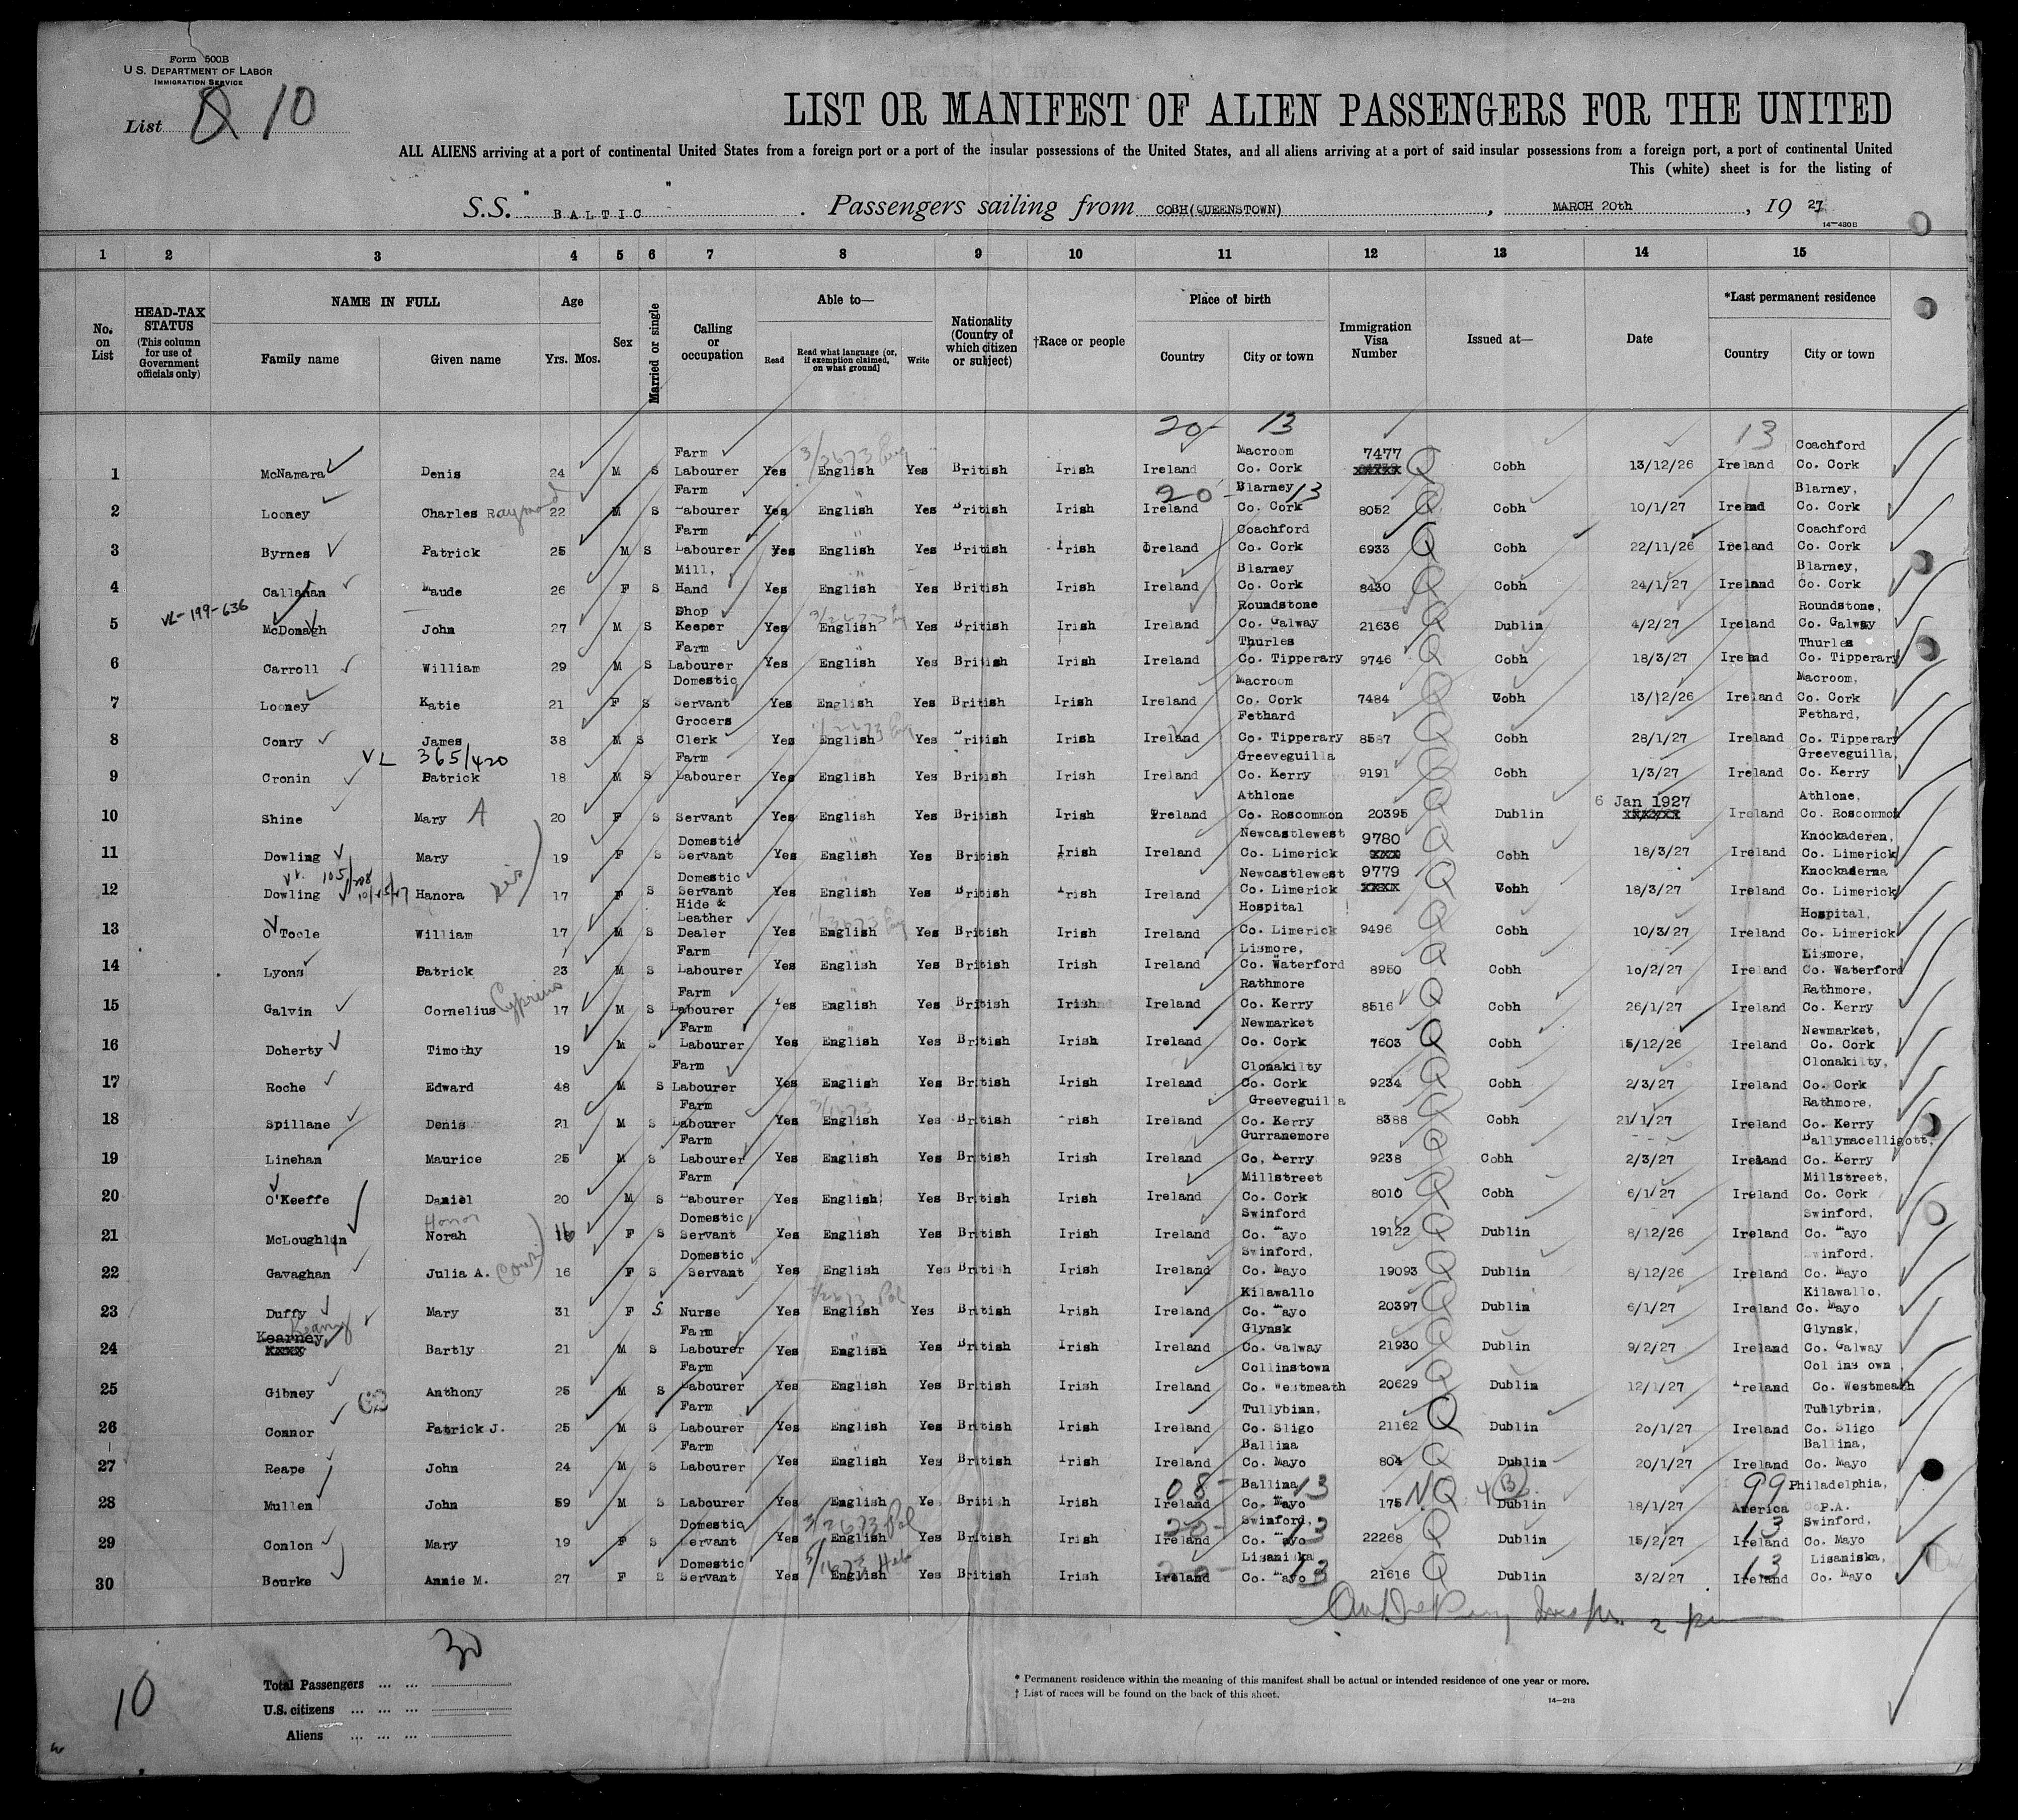 Form 500B
U.S. DEPARTMENT OF LABOR
IMMIGRATION SERVICE
List 8 10
LIST OR MANIFEST OF ALIEN PASSENGERS FOR THE UNITED
ALL ALIENS arriving at a port of continental United States from a foreign port or a port of the insular possessions of the United States, and all aliens arriving at a port of said insular possessions from a foreign port, a port of continental United
This (white) sheet is for the listing of
S.S. "BALTIC". Passengers sailing from COBH(QUEENSTOWN), MARCH 20th, 19 27
14-430B
1 2 3 4 5 6 7 8 9 10 11 12 13 14 15
No. on List
HEAD-TAX STATUS (This column for use of Government officials only)
NAME IN FULL
Family name Given name
Age
Yrs. Mos.
Sex
Married or single
Calling or occupation
Able to—
Read Read what language (or, if exemption claimed, on what ground) Write
Nationality (Country of which citizen or subject)
†Race or people
Place of birth
Country City or town
Immigration Visa Number
Issued at—
Date
*Last permanent residence
Country City or town
20- 13 13
1 McNamara Denis 24 M S Farm Labourer Yes English Yes British Irish Ireland Macroom Co. Cork 7477 Q Cobh 13/12/26 Ireland Coachford Co. Cork
2 Looney Charles Raymond 22 M S Farm Labourer Yes English Yes British Irish Ireland 20- Blarney 13 Co. Cork 8052 Q Cobh 10/1/27 Ireland Blarney, Co. Cork
3 Byrnes Patrick 25 M S Farm Labourer Yes English Yes British Irish Ireland Coachford Co. Cork 6933 Q Cobh 22/11/26 Ireland Coachford Co. Cork
4 Callahan Maude 26 F S Mill, Hand Yes English Yes British Irish Ireland Blarney Co. Cork 8430 Q Cobh 24/1/27 Ireland Blarney, Co. Cork
VL-199-636
5 McDonagh John 27 M S Shop Keeper Yes English Yes British Irish Ireland Roundstone Co. Galway 21636 Q Dublin 4/2/27 Ireland Roundstone, Co. Galway
6 Carroll William 29 M S Farm Labourer Yes English Yes British Irish Ireland Thurles Co. Tipperary 9746 Q Cobh 18/3/27 Ireland Thurles Co. Tipperary
7 Looney Katie 21 F S Domestic Servant Yes English Yes British Irish Ireland Macroom Co. Cork 7484 Q Cobh 13/12/26 Ireland Macroom, Co. Cork
8 Conry James 38 M S Grocers Clerk Yes English Yes British Irish Ireland Fethard Co. Tipperary 8587 Q Cobh 28/1/27 Ireland Fethard, Co. Tipperary
VL 365/420
9 Cronin Patrick 18 M S Farm Labourer Yes English Yes British Irish Ireland Greeveguilla Co. Kerry 9191 Q Cobh 1/3/27 Ireland Greeveguilla, Co. Kerry
10 Shine Mary A 20 F S Servant Yes English Yes British Irish Ireland Athlone Co. Roscommon 20395 Q Dublin 6 Jan 1927 Ireland Athlone, Co. Roscommon
11 Dowling Mary 19 F S Domestic Servant Yes English Yes British Irish Ireland Newcastlewest Co. Limerick 9780 Q Cobh 18/3/27 Ireland Knockaderen, Co. Limerick
12 Dowling Hanora sis 17 F S Domestic Servant Yes English Yes British Irish Ireland Newcastlewest Co. Limerick 9779 Q Cobh 18/3/27 Ireland Knockaderna Co. Limerick
13 O'Toole William 17 M S Hide & Leather Dealer Yes English Yes British Irish Ireland Hospital Co. Limerick 9496 Q Cobh 10/3/27 Ireland Hospital, Co. Limerick
14 Lyons Patrick 23 M S Farm Labourer Yes English Yes British Irish Ireland Lismore, Co. Waterford 8950 Q Cobh 10/2/27 Ireland Lismore, Co. Waterford
15 Galvin Cornelius Cyprius 17 M S Farm Labourer Yes English Yes British Irish Ireland Rathmore Co. Kerry 8516 Q Cobh 26/1/27 Ireland Rathmore, Co. Kerry
16 Doherty Timothy 19 M S Farm Labourer Yes English Yes British Irish Ireland Newmarket Co. Cork 7603 Q Cobh 15/12/26 Ireland Newmarket, Co. Cork
17 Roche Edward 48 M S Farm Labourer Yes English Yes British Irish Ireland Clonakilty Co. Cork 9234 Q Cobh 2/3/27 Ireland Clonakilty, Co. Cork
18 Spillane Denis 21 M S Farm Labourer Yes English Yes British Irish Ireland Greeveguilla Co. Kerry 8388 Q Cobh 21/1/27 Ireland Rathmore, Co. Kerry
19 Linehan Maurice 25 M S Farm Labourer Yes English Yes British Irish Ireland Gurranemore Co. Kerry 9238 Q Cobh 2/3/27 Ireland Ballymacelligott, Co. Kerry
20 O'Keeffe Daniel 20 M S Farm Labourer Yes English Yes British Irish Ireland Millstreet Co. Cork 8010 Q Cobh 6/1/27 Ireland Millstreet, Co. Cork
21 McLoughlin Honor Norah 16 F S Domestic Servant Yes English Yes British Irish Ireland Swinford Co. Mayo 19122 Q Dublin 8/12/26 Ireland Swinford, Co. Mayo
22 Gavaghan Julia A. 16 F S Domestic Servant Yes English Yes British Irish Ireland Swinford, Co. Mayo 19093 Q Dublin 8/12/26 Ireland Swinford, Co. Mayo
23 Duffy Mary 31 F S Nurse Yes English Yes British Irish Ireland Kilawallo Co. Mayo 20397 Q Dublin 6/1/27 Ireland Kilawallo, Co. Mayo
24 Kearney Bartly 21 M S Farm Labourer Yes English Yes British Irish Ireland Glynsk Co. Galway 21930 Q Dublin 9/2/27 Ireland Glynsk, Co. Galway
25 Gibney Anthony 25 M S Farm Labourer Yes English Yes British Irish Ireland Collinstown Co. Westmeath 20629 Q Dublin 12/1/27 Ireland Collins own, Co. Westmeath
26 Connor Patrick J. 25 M S Farm Labourer Yes English Yes British Irish Ireland Tullybinn, Co. Sligo 21162 Q Dublin 20/1/27 Ireland Tullybrin, Co. Sligo
27 Reape John 24 M S Farm Labourer Yes English Yes British Irish Ireland Ballina Co. Mayo 804 Q Dublin 20/1/27 Ireland Ballina, Co. Mayo
28 Mullen John 59 M S Labourer Yes English Yes British Irish Ireland 08- Ballina 13 Co. Mayo 175 NQ 4(B) Dublin 18/1/27 America 99 Philadelphia, P.A.
29 Conlon Mary 19 F S Domestic Servant Yes English Yes British Irish Ireland 20- Swinford, 13 Co. Mayo 22268 Q Dublin 15/2/27 Ireland 13 Swinford, Co. Mayo
30 Bourke Annie M. 27 F S Domestic Servant Yes English Yes British Irish Ireland Lisaniska 13 Co. Mayo 21616 Q Dublin 3/2/27 Ireland 13 Lisaniska, Co. Mayo
30
10
Total Passengers ... ...
U.S. citizens ... ... ...
Aliens ... ... ...
* Permanent residence within the meaning of this manifest shall be actual or intended residence of one year or more.
† List of races will be found on the back of this sheet.
14-213